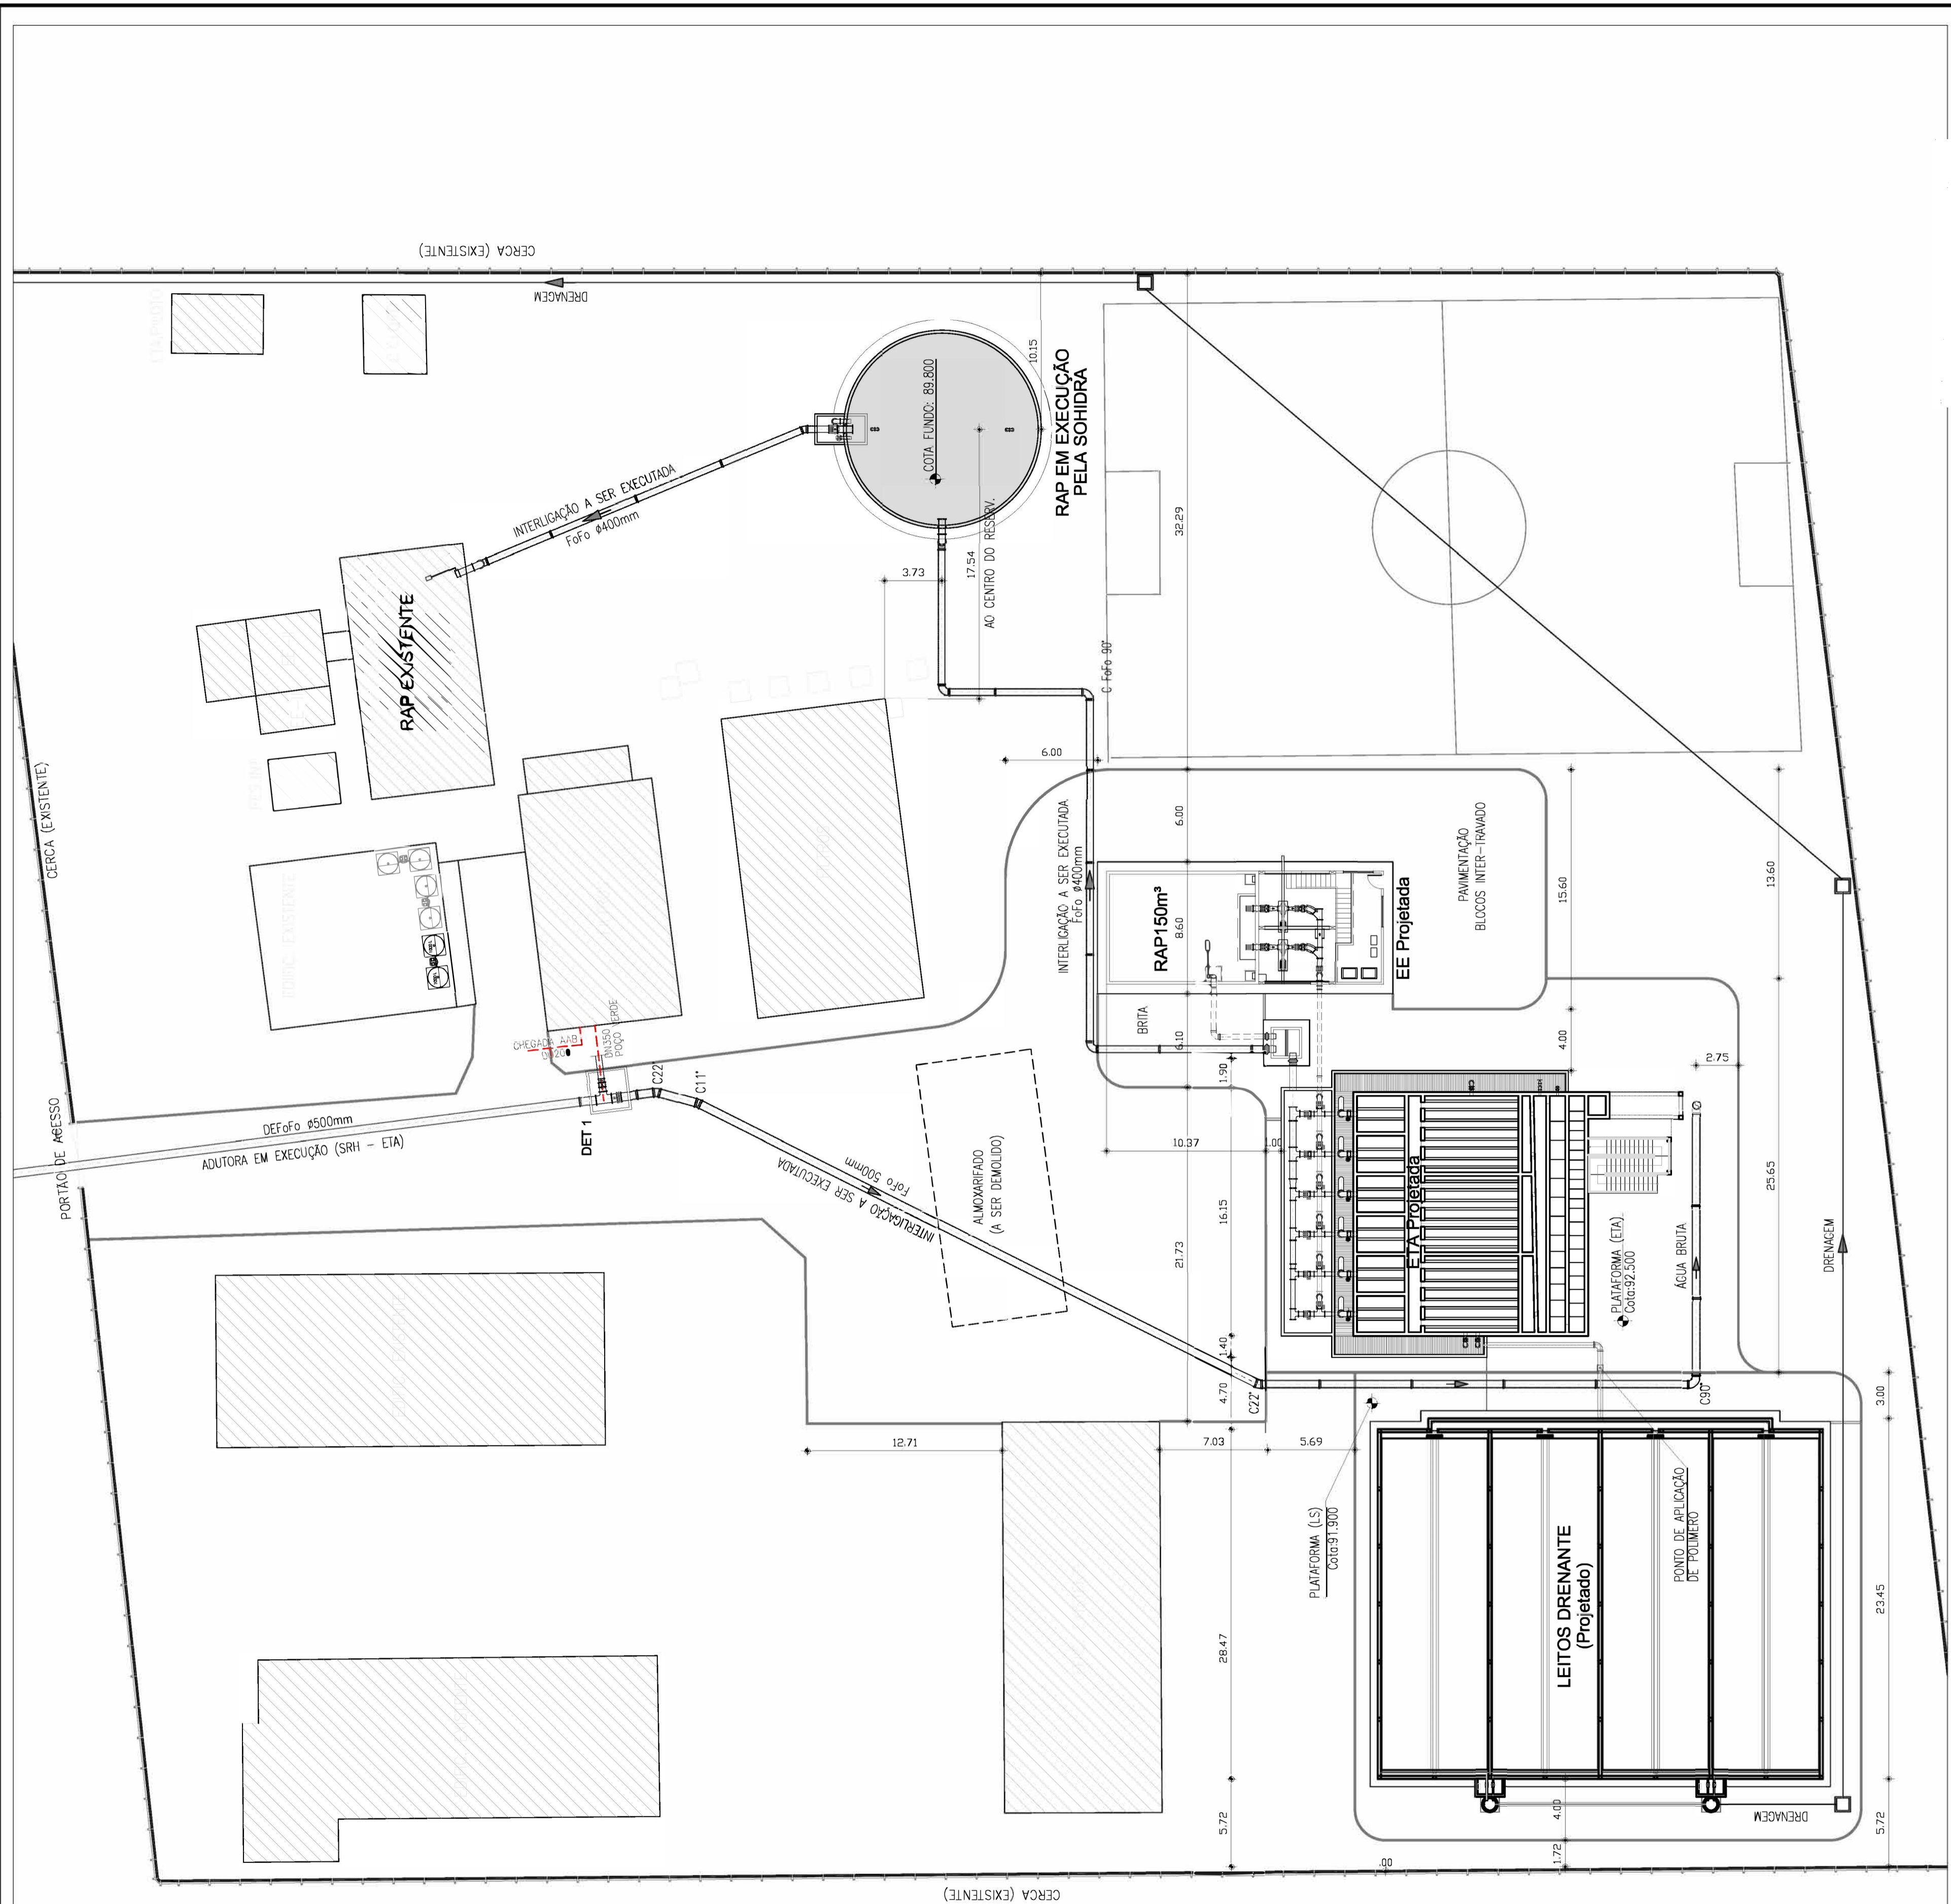 CERCA (EXISTENTE)
DRENAGEM
COTA FUNDO: 89.800
10.15
RAP EM EXECUÇÃO
PELA SOHIDRA
INTERLIGAÇÃO A SER EXECUTADA
FoFo ø400mm
32.29
17.54
AO CENTRO DO RESERV.
3.73
RAP EXISTENTE
C FoFo 90°
6.00
CERCA (EXISTENTE)
INTERLIGAÇÃO A SER EXECUTADA
FoFo ø400mm
6.00
PAVIMENTAÇÃO
BLOCOS INTER-TRAVADO
15.60
13.60
EDIFIC EXISTENTE
RAP150m³
8.60
EE Projetada
BRITA
6.10
4.00
2.75
1.90
CHEGADA AAB
DN350
POÇO VERDE
C22°
C11°
DET 1
DEFoFo ø500mm
ADUTORA EM EXECUÇÃO (SRH - ETA)
PORTÃO DE ACESSO
INTERLIGAÇÃO A SER EXECUTADA
FoFo 500mm
ALMOXARIFADO
(A SER DEMOLIDO)
10.37
1.00
16.15
21.73
ETA Projetada
25.65
PLATAFORMA (ETA)
Cota:92.500
ÁGUA BRUTA
DRENAGEM
1.40
4.70
C22°
C90°
3.00
12.71
7.03
5.69
PLATAFORMA (LS)
Cota:91.900
PONTO DE APLICAÇÃO
DE POLIMERO
LEITOS DRENANTE
(Projetado)
28.47
23.45
5.72
4.00
DRENAGEM
5.72
1.72
.00
CERCA (EXISTENTE)